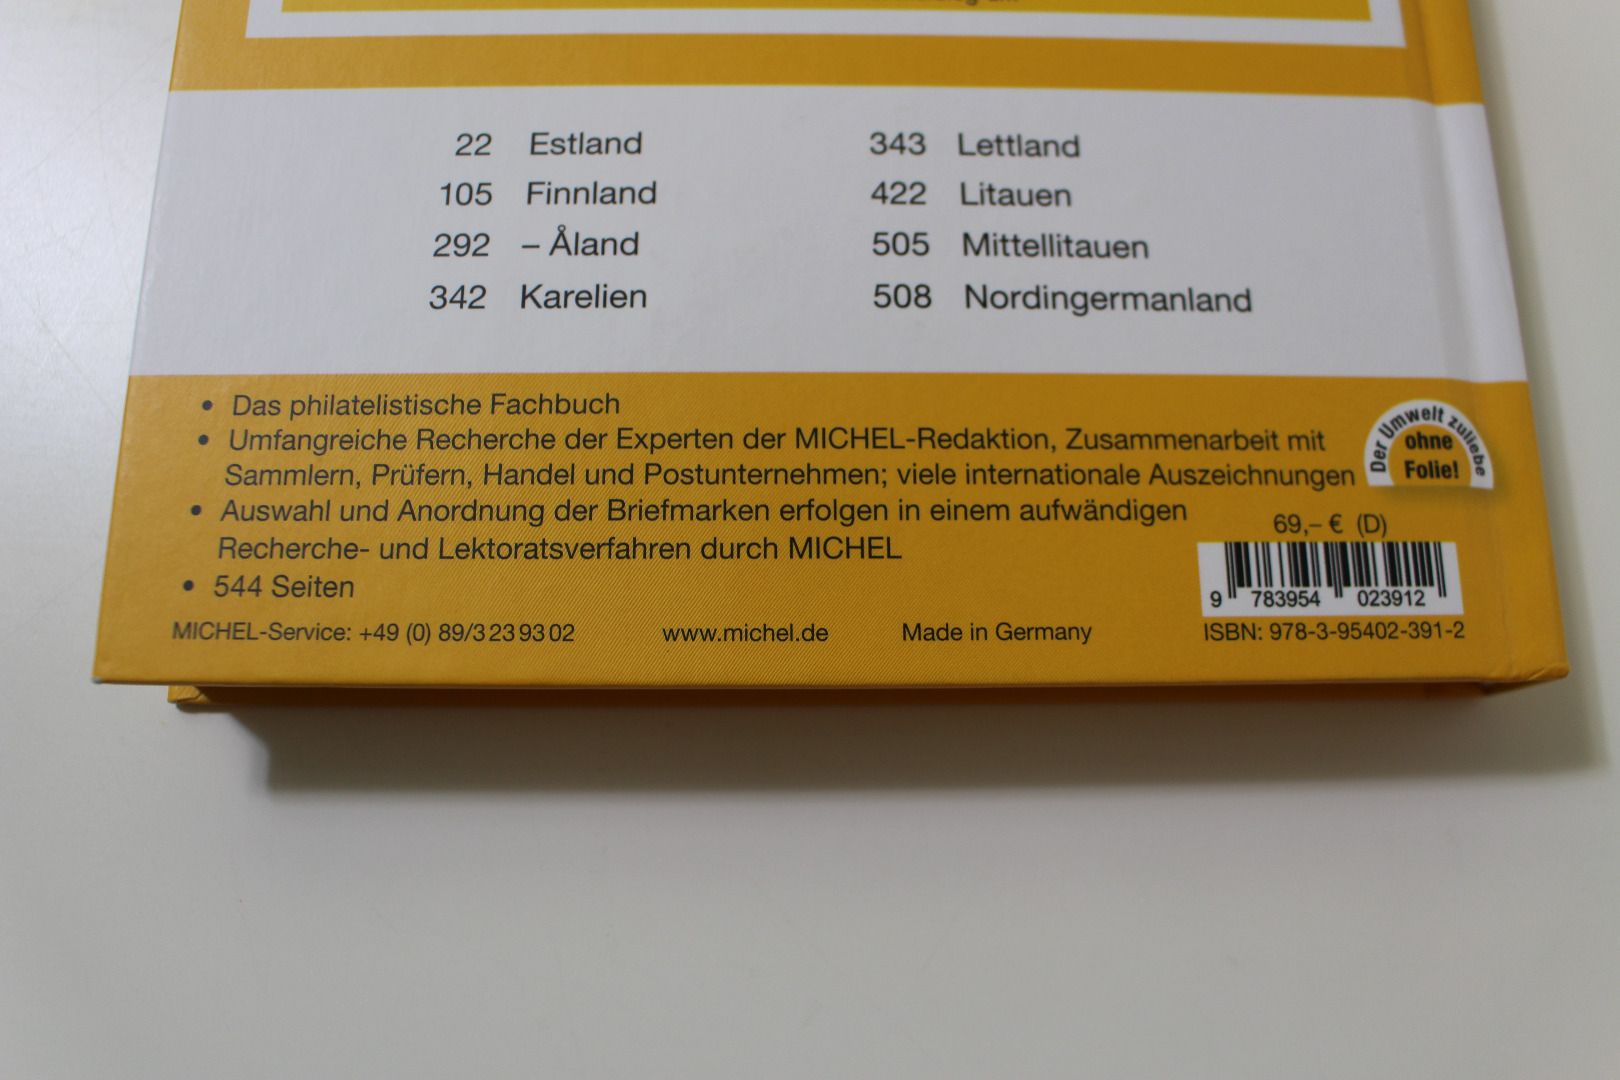 22 Estland
105 Finnland
292 – Åland
342 Karelien
343 Lettland
422 Litauen
505 Mittellitauen
508 Nordingermanland
• Das philatelistische Fachbuch
• Umfangreiche Recherche der Experten der MICHEL-Redaktion, Zusammenarbeit mit
Sammlern, Prüfern, Handel und Postunternehmen; viele internationale Auszeichnungen
• Auswahl und Anordnung der Briefmarken erfolgen in einem aufwändigen
Recherche- und Lektoratsverfahren durch MICHEL
• 544 Seiten
Der Umwelt zuliebe
ohne
Folie!
69,– € (D)
9 783954 023912
MICHEL-Service: +49 (0) 89/3 23 93 02 www.michel.de Made in Germany ISBN: 978-3-95402-391-2